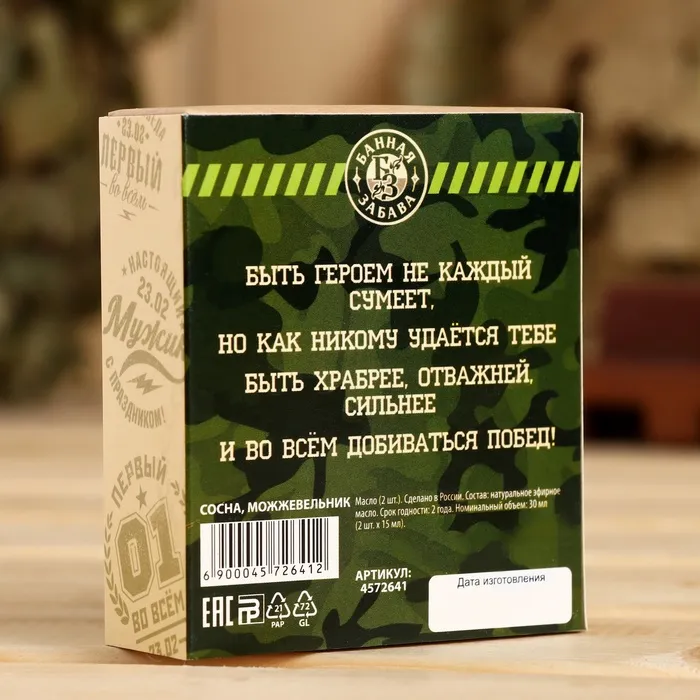 23.02
ПЕРВЫЙ
во всём
НАСТОЯЩИЙ
23.02
Мужик
С ПРАЗДНИКОМ!
ПЕРВЫЙ
01
ВО ВСЁМ
23.02
БАННАЯ
БЗ
ЗАБАВА
БЫТЬ ГЕРОЕМ НЕ КАЖДЫЙ
СУМЕЕТ,
НО КАК НИКОМУ УДАЁТСЯ ТЕБЕ
БЫТЬ ХРАБРЕЕ, ОТВАЖНЕЙ,
СИЛЬНЕЕ
И ВО ВСЁМ ДОБИВАТЬСЯ ПОБЕД!
СОСНА, МОЖЖЕВЕЛЬНИК
Масло (2 шт.). Сделано в России. Состав: натуральное эфирное
масло. Срок годности: 2 года. Номинальный объем: 30 мл
(2 шт. х 15 мл).
6 900045 726412
АРТИКУЛ:
4572641
Дата изготовления
EAC
21
PAP
72
GL